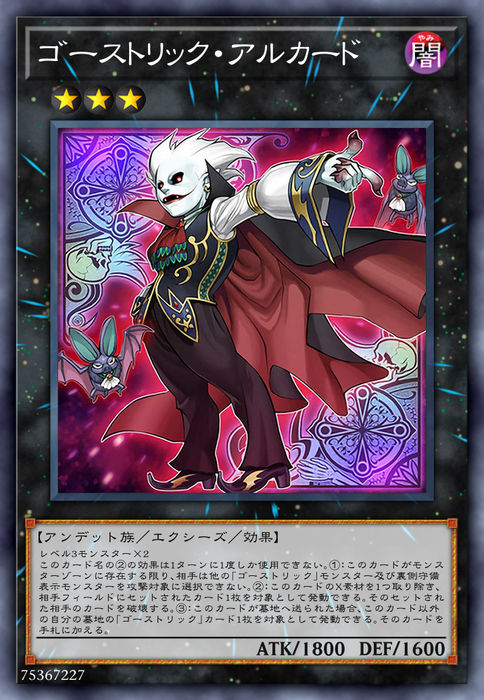 ゴーストリック・アルカード
やみ
闇
【アンデット族／エクシーズ／効果】
レベル3モンスター×2
このカード名の②の効果は1ターンに1度しか使用できない。①：このカードがモンス
ターゾーンに存在する限り、相手は他の「ゴーストリック」モンスター及び裏側守備
表示モンスターを攻撃対象に選択できない。②：このカードのX素材を1つ取り除き、
相手フィールドにセットされたカード1枚を対象として発動できる。そのセットされ
た相手のカードを破壊する。③：このカードが墓地へ送られた場合、このカード以外
の自分の墓地の「ゴーストリック」カード1枚を対象として発動できる。そのカードを
手札に加える。
ATK/1800 DEF/1600
75367227